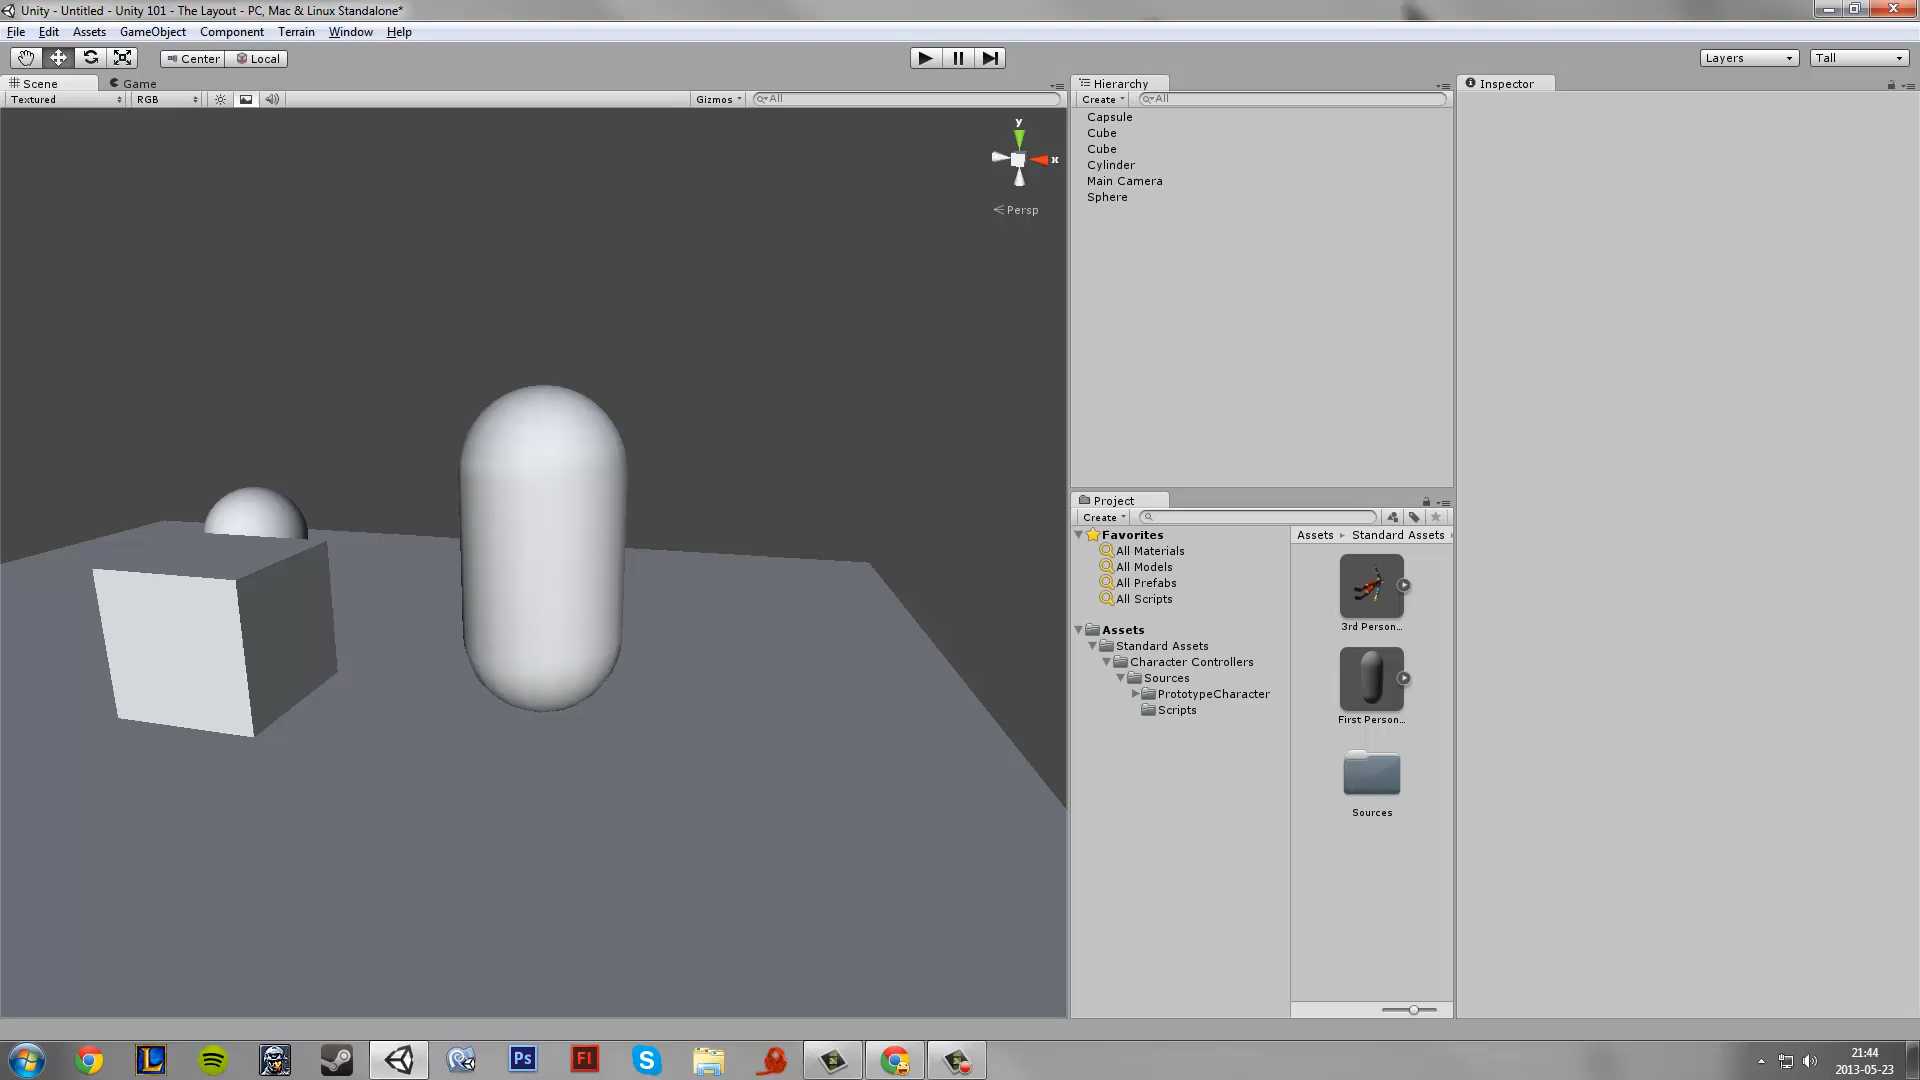 Unity - Untitled - Unity 101 - The Layout - PC, Mac & Linux Standalone*
File Edit Assets GameObject Component Terrain Window Help
Center Local
Layers Tall
Scene Game
Textured RGB Gizmos All
y
x
Persp
Hierarchy
Create All
Capsule
Cube
Cube
Cylinder
Main Camera
Sphere
Project
Create
Favorites
All Materials
All Models
All Prefabs
All Scripts
Assets
Standard Assets
Character Controllers
Sources
PrototypeCharacter
Scripts
Assets Standard Assets
3rd Person...
First Person...
Sources
Inspector
L
Ps
Fl
S
21:44
2013-05-23